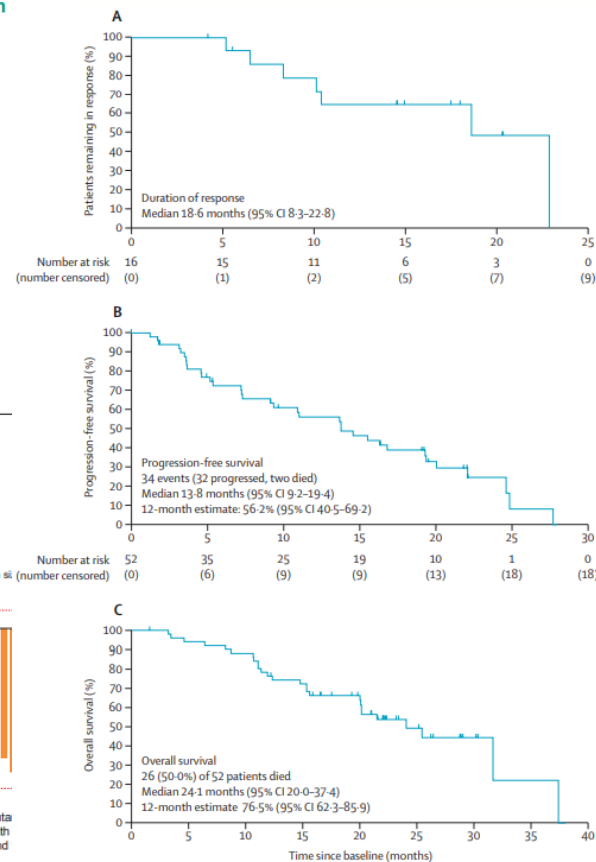 A
Patients remaining in response (%)
100
90
80
70
60
50
40
30
20
10
0
Duration of response
Median 18·6 months (95% CI 8·3–22·8)
0 5 10 15 20 25
Number at risk 16 15 11 6 3 0
(number censored) (0) (1) (2) (5) (7) (9)
B
Progression-free survival (%)
100
90
80
70
60
50
40
30
20
10
0
Progression-free survival
34 events (32 progressed, two died)
Median 13·8 months (95% CI 9·2–19·4)
12-month estimate: 56·2% (95% CI 40·5–69·2)
0 5 10 15 20 25 30
Number at risk 52 35 25 19 10 1 0
(number censored) (0) (6) (9) (9) (13) (18) (18)
C
Overall survival (%)
100
90
80
70
60
50
40
30
20
10
0
Overall survival
26 (50·0%) of 52 patients died
Median 24·1 months (95% CI 20·0–37·4)
12-month estimate 76·5% (95% CI 62·3–85·9)
0 5 10 15 20 25 30 35 40
Time since baseline (months)